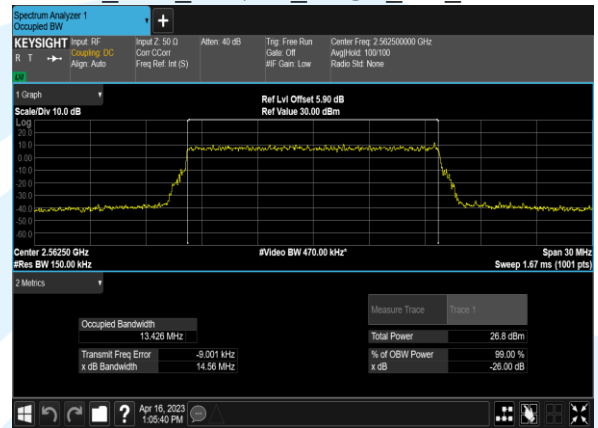 Spectrum Analyzer 1
Occupied BW
KEYSIGHT
R T
LV
Input: RF
Coupling: DC
Align: Auto
Input Z: 50 Ω
Corr CCorr
Freq Ref: Int (S)
Atten: 40 dB
Trig: Free Run
Gate: Off
#IF Gain: Low
Center Freq: 2.562500000 GHz
Avg|Hold: 100/100
Radio Std: None
1 Graph
Scale/Div 10.0 dB
Ref Lvl Offset 5.90 dB
Ref Value 30.00 dBm
Log
20.0
10.0
0.00
-10.0
-20.0
-30.0
-40.0
-50.0
-60.0
Center 2.56250 GHz
#Video BW 470.00 kHz*
Span 30 MHz
#Res BW 150.00 kHz
Sweep 1.67 ms (1001 pts)
2 Metrics
Measure Trace
Trace 1
Occupied Bandwidth
13.426 MHz
Total Power
26.8 dBm
Transmit Freq Error
-9.001 kHz
% of OBW Power
99.00 %
x dB Bandwidth
14.56 MHz
x dB
-26.00 dB
Apr 16, 2023
1:05:40 PM